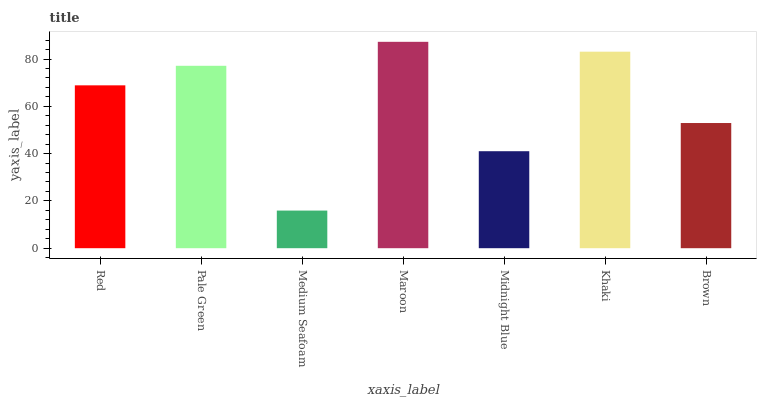 title
yaxis_label
80
60
40
20
0
Red
Pale Green
Medium Seafoam
Maroon
Midnight Blue
Khaki
Brown
xaxis_label